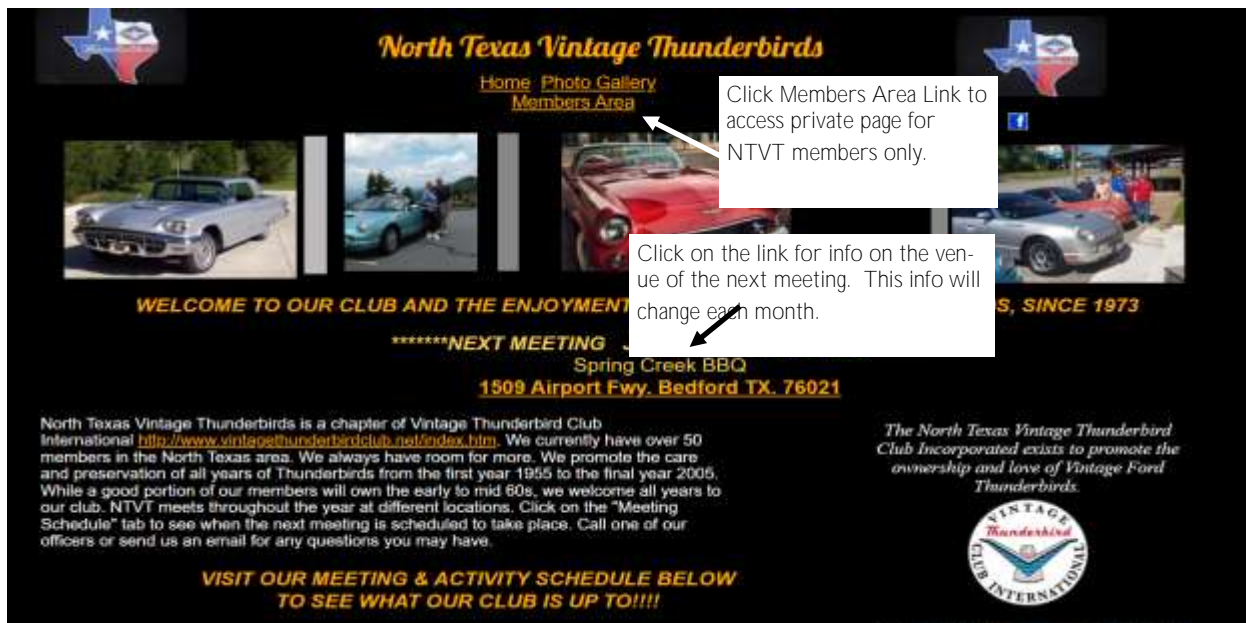 North Texas Vintage Thunderbirds
Home Photo Gallery
Members Area
Click Members Area Link to
access private page for
NTVT members only.
Click on the link for info on the ven-
ue of the next meeting. This info will
change each month.
WELCOME TO OUR CLUB AND THE ENJOYMENT
S, SINCE 1973
*******NEXT MEETING
Spring Creek BBQ
1509 Airport Fwy. Bedford TX. 76021
North Texas Vintage Thunderbirds is a chapter of Vintage Thunderbird Club
International http://www.vintagethunderbirdclub.net/index.htm. We currently have over 50
members in the North Texas area. We always have room for more. We promote the care
and preservation of all years of Thunderbirds from the first year 1955 to the final year 2005.
While a good portion of our members will own the early to mid 60s, we welcome all years to
our club. NTVT meets throughout the year at different locations. Click on the "Meeting
Schedule" tab to see when the next meeting is scheduled to take place. Call one of our
officers or send us an email for any questions you may have.
The North Texas Vintage Thunderbird
Club Incorporated exists to promote the
ownership and love of Vintage Ford
Thunderbirds.
VINTAGE
Thunderbird
CLUB INTERNATIONAL
VISIT OUR MEETING & ACTIVITY SCHEDULE BELOW
TO SEE WHAT OUR CLUB IS UP TO!!!!